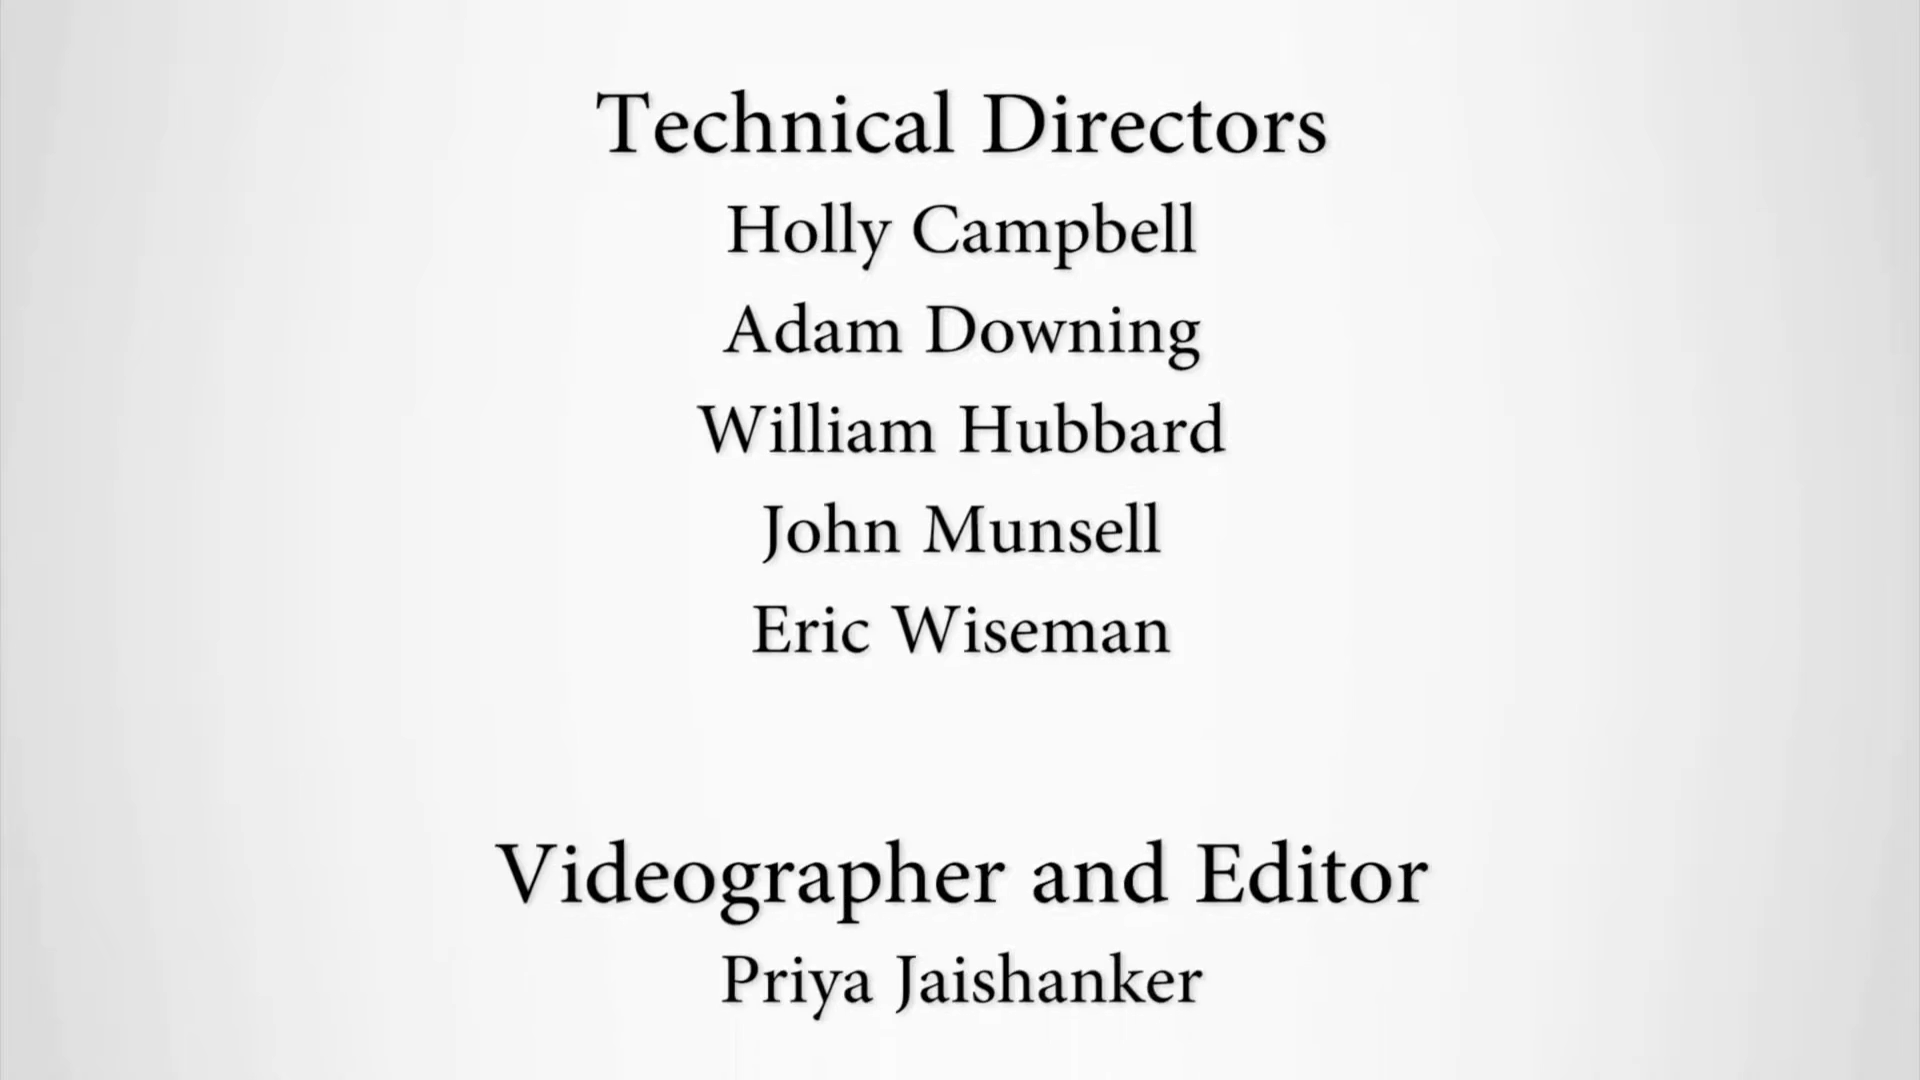 Technical Directors
Holly Campbell
Adam Downing
William Hubbard
John Munsell
Eric Wiseman
Videographer and Editor
Priya Jaishanker